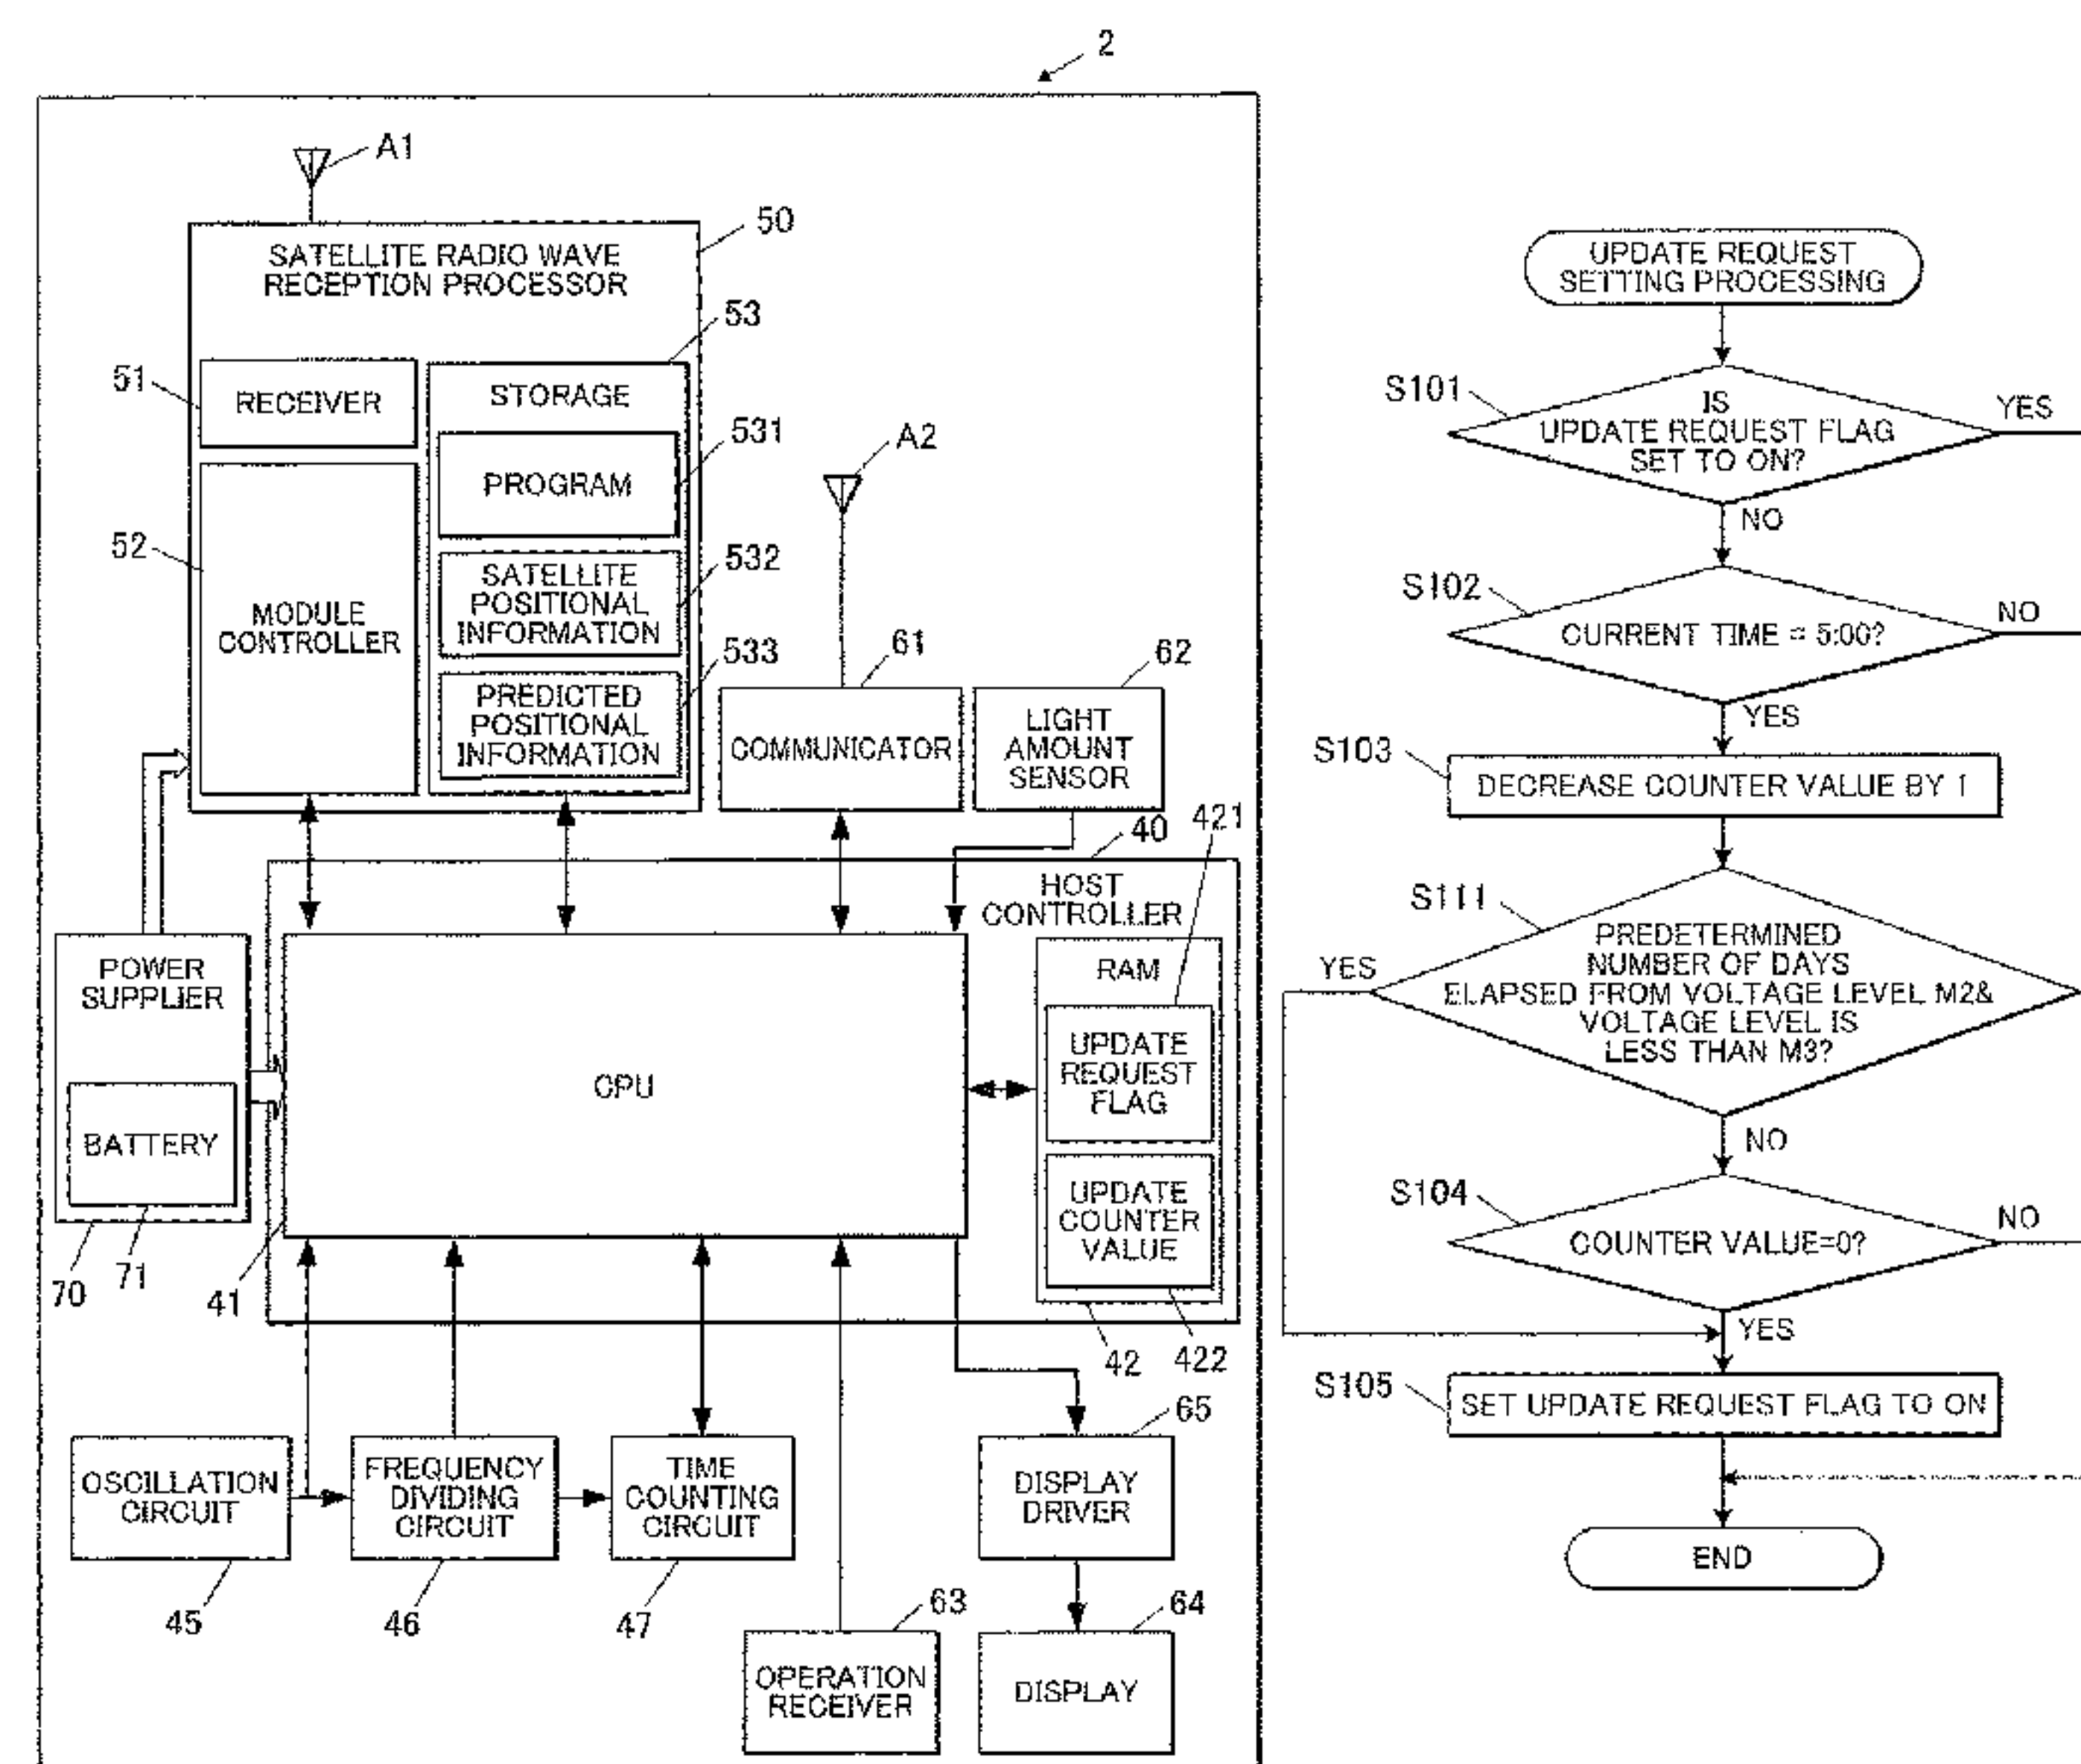 2
A1
50
SATELLITE RADIO WAVE
RECEPTION PROCESSOR
53
51
RECEIVER
STORAGE
531
PROGRAM
A2
52
MODULE
CONTROLLER
532
SATELLITE
POSITIONAL
INFORMATION
533
PREDICTED
POSITIONAL
INFORMATION
61
COMMUNICATOR
62
LIGHT
AMOUNT
SENSOR
40
421
HOST
CONTROLLER
POWER
SUPPLIER
BATTERY
70
71
41
CPU
RAM
UPDATE
REQUEST
FLAG
UPDATE
COUNTER
VALUE
42
422
OSCILLATION
CIRCUIT
45
FREQUENCY
DIVIDING
CIRCUIT
46
TIME
COUNTING
CIRCUIT
47
65
DISPLAY
DRIVER
63
OPERATION
RECEIVER
64
DISPLAY
UPDATE REQUEST
SETTING PROCESSING
S101
IS
UPDATE REQUEST FLAG
SET TO ON?
YES
NO
S102
CURRENT TIME = 5:00?
NO
YES
S103
DECREASE COUNTER VALUE BY 1
S111
PREDETERMINED
NUMBER OF DAYS
ELAPSED FROM VOLTAGE LEVEL M2&
VOLTAGE LEVEL IS
LESS THAN M3?
YES
NO
S104
COUNTER VALUE=0?
NO
YES
S105
SET UPDATE REQUEST FLAG TO ON
END